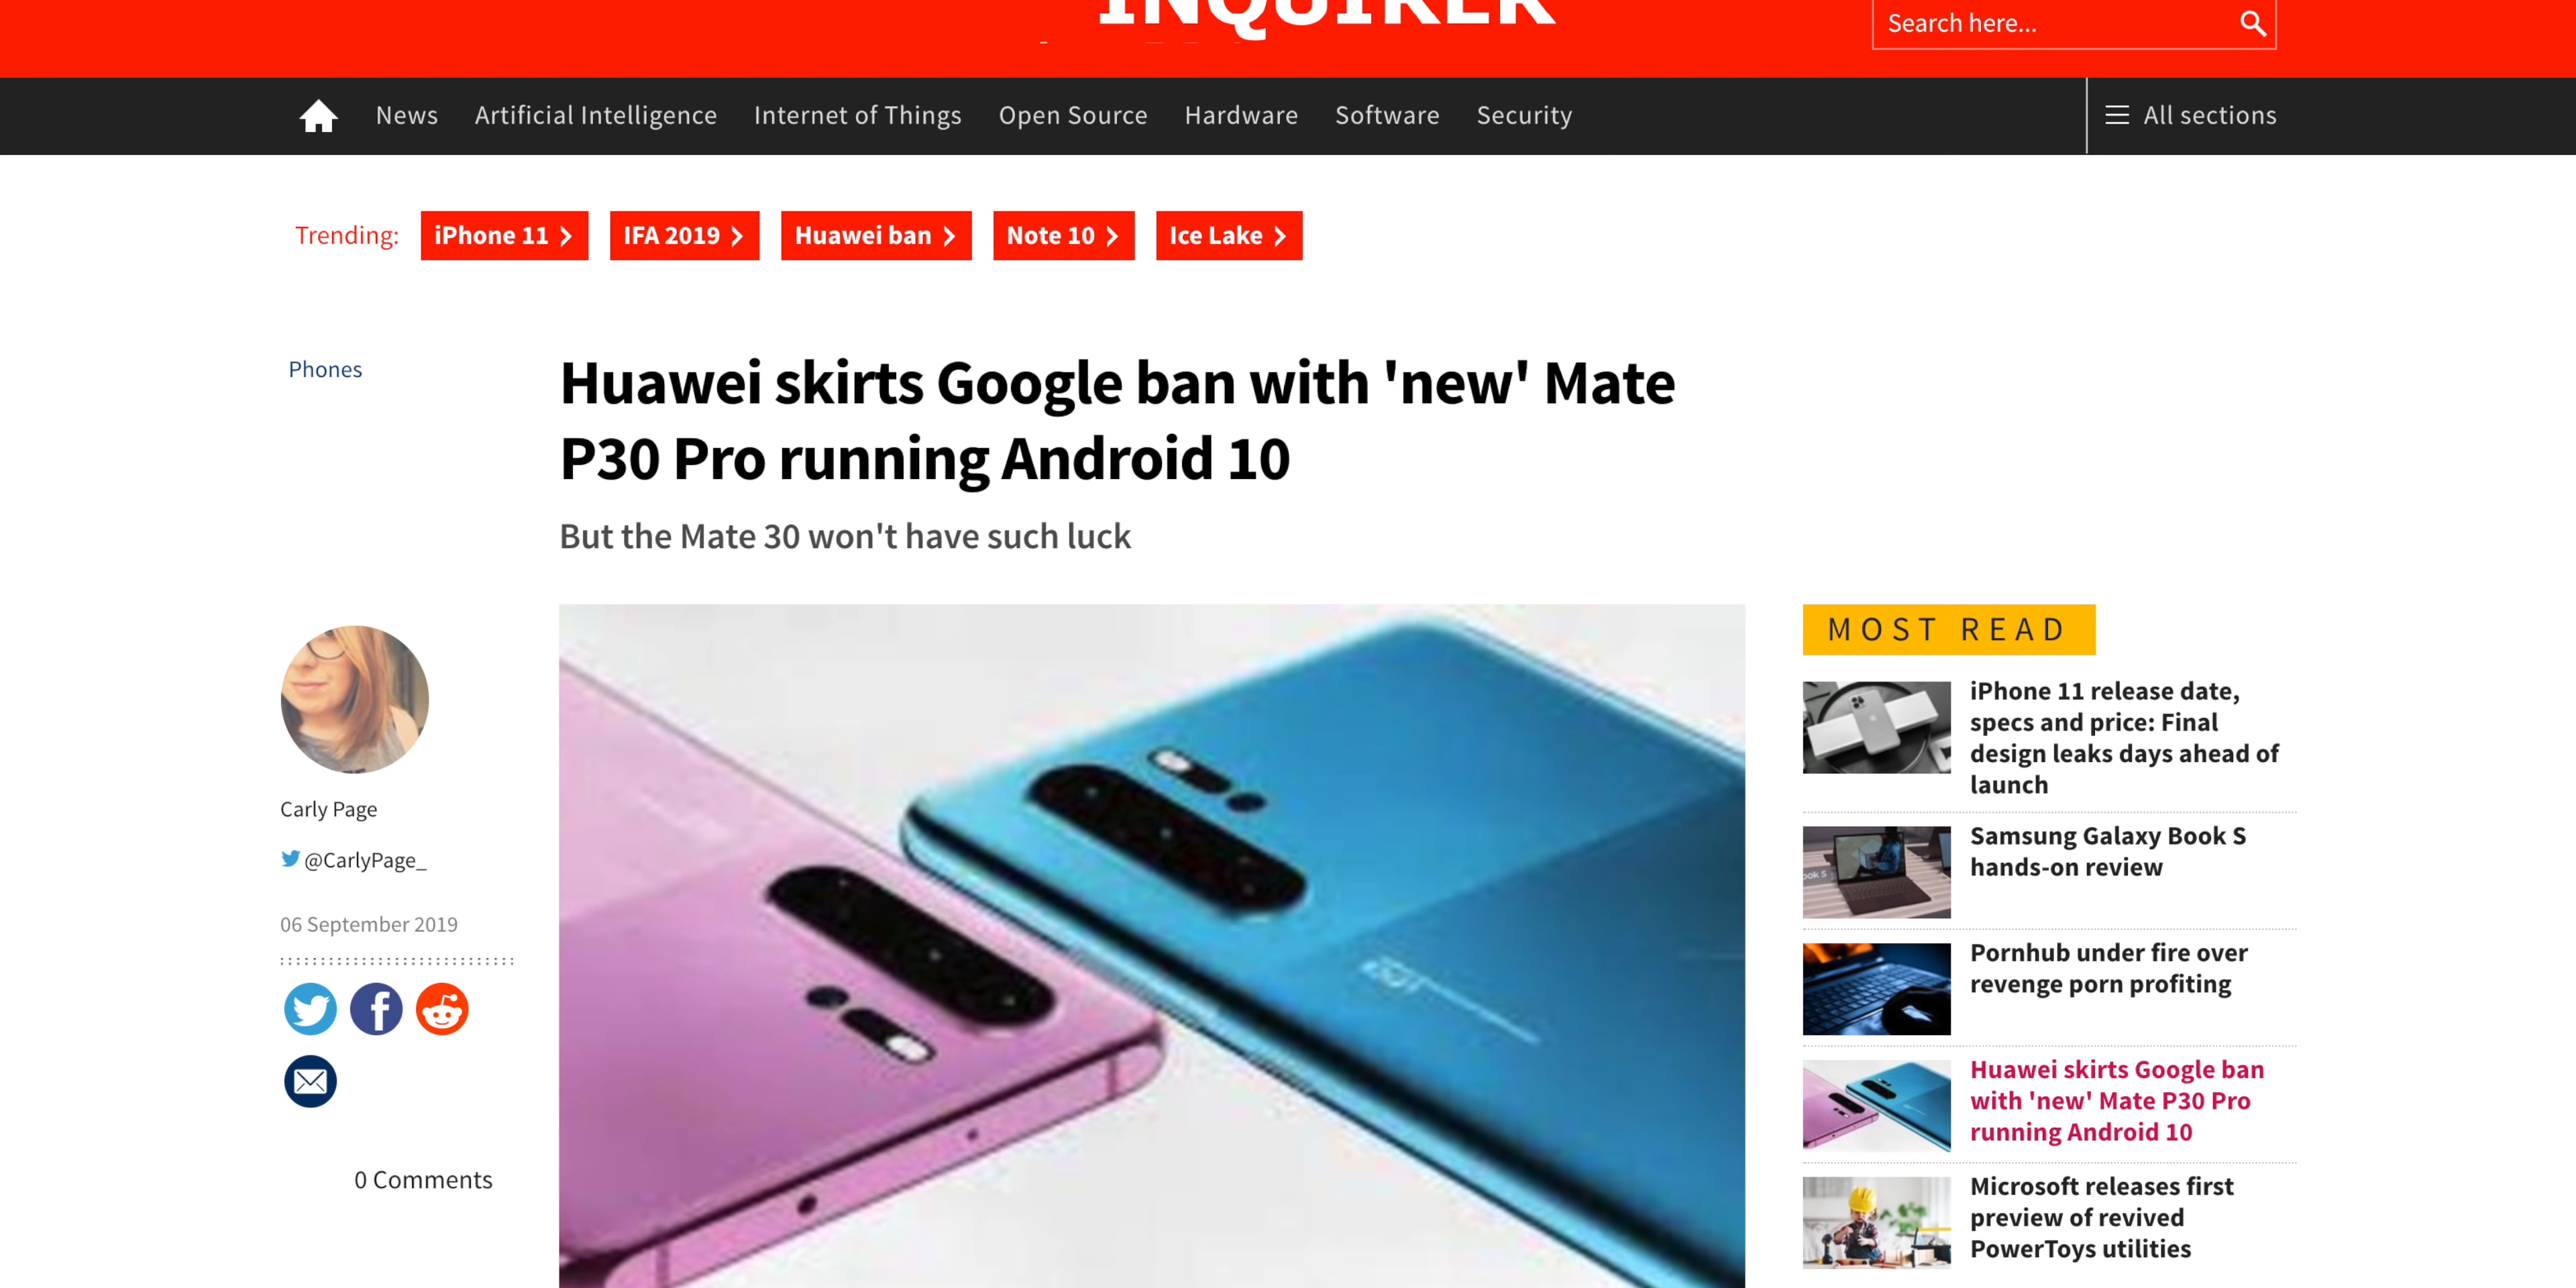 INQUIRER
Search here...
News Artificial Intelligence Internet of Things Open Source Hardware Software Security
All sections
Trending: iPhone 11 IFA 2019 Huawei ban Note 10 Ice Lake
Phones
Huawei skirts Google ban with 'new' Mate
P30 Pro running Android 10
But the Mate 30 won't have such luck
Carly Page
@CarlyPage_
06 September 2019
0 Comments
MOST READ
iPhone 11 release date,
specs and price: Final
design leaks days ahead of
launch
Samsung Galaxy Book S
hands-on review
Pornhub under fire over
revenge porn profiting
Huawei skirts Google ban
with 'new' Mate P30 Pro
running Android 10
Microsoft releases first
preview of revived
PowerToys utilities